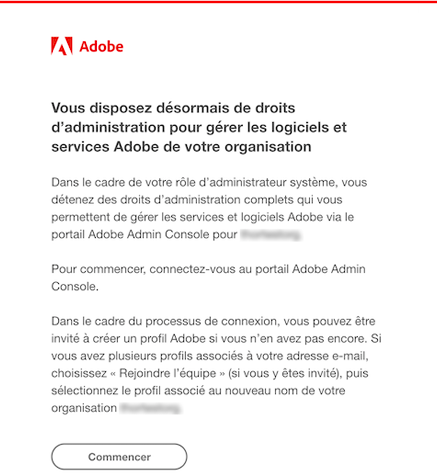 Adobe
Vous disposez désormais de droits
d’administration pour gérer les logiciels et
services Adobe de votre organisation
Dans le cadre de votre rôle d’administrateur système, vous
détenez des droits d’administration complets qui vous
permettent de gérer les services et logiciels Adobe via le
portail Adobe Admin Console pour
Pour commencer, connectez-vous au portail Adobe Admin
Console.
Dans le cadre du processus de connexion, vous pouvez être
invité à créer un profil Adobe si vous n’en avez pas encore. Si
vous avez plusieurs profils associés à votre adresse e-mail,
choisissez « Rejoindre l’équipe » (si vous y êtes invité), puis
sélectionnez le profil associé au nouveau nom de votre
organisation
Commencer